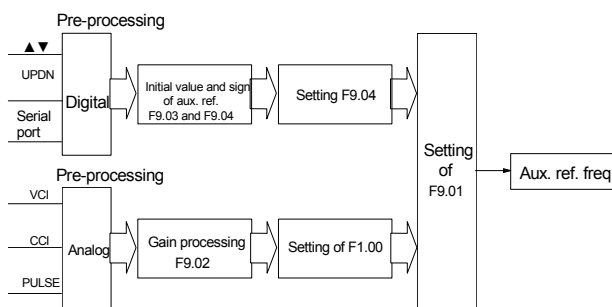 Pre-processing
▲▼
UPDN
Serial
port
Digital
Initial value and sign
of aux. ref.
F9.03 and F9.04
Setting F9.04
Pre-processing
VCI
CCI
PULSE
Analog
Gain processing
F9.02
Setting of F1.00
Setting
of
F9.01
Aux. ref. freq